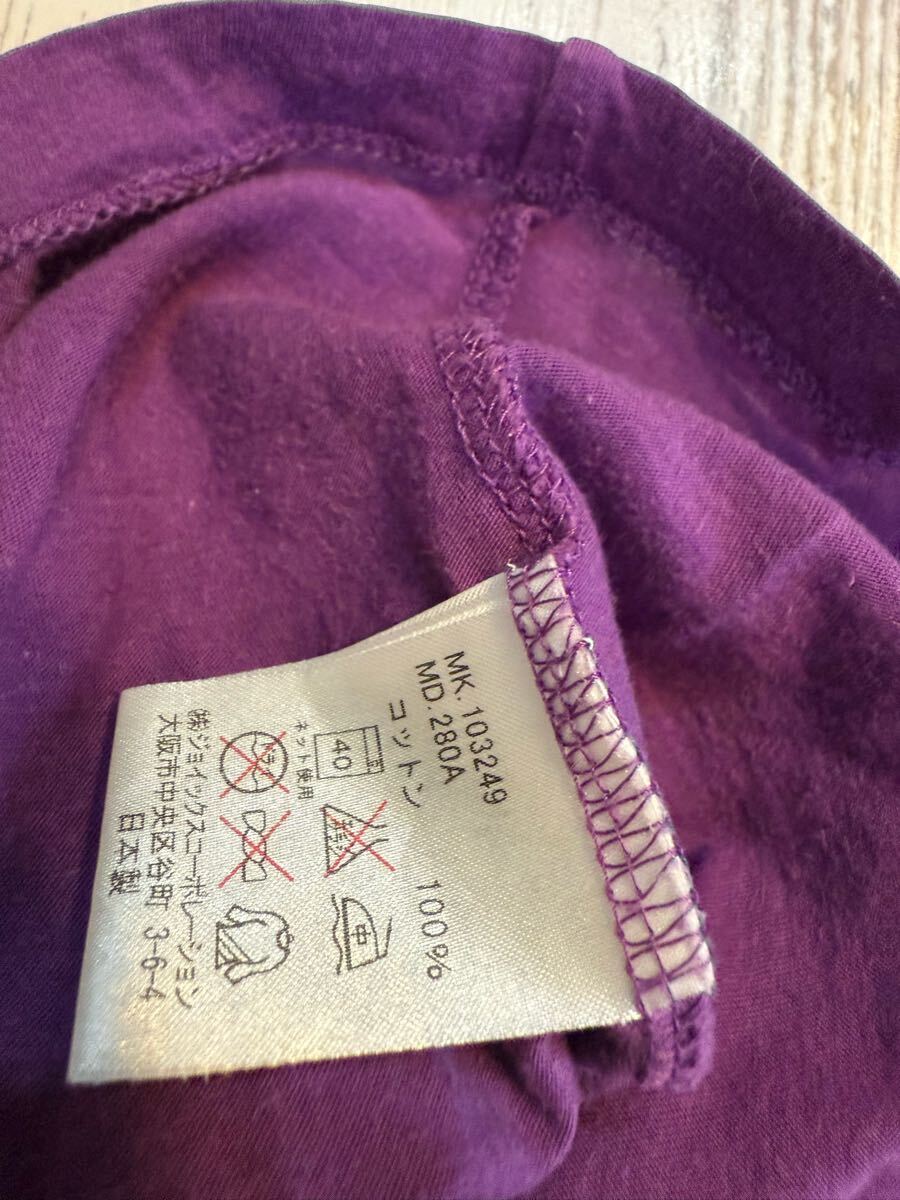 MK. 103249
MD. 280A
コットン 100%
40
中
ネット使用
㈱ジョイックスコーポレーション
大阪市中央区谷町 3-6-4
日本製